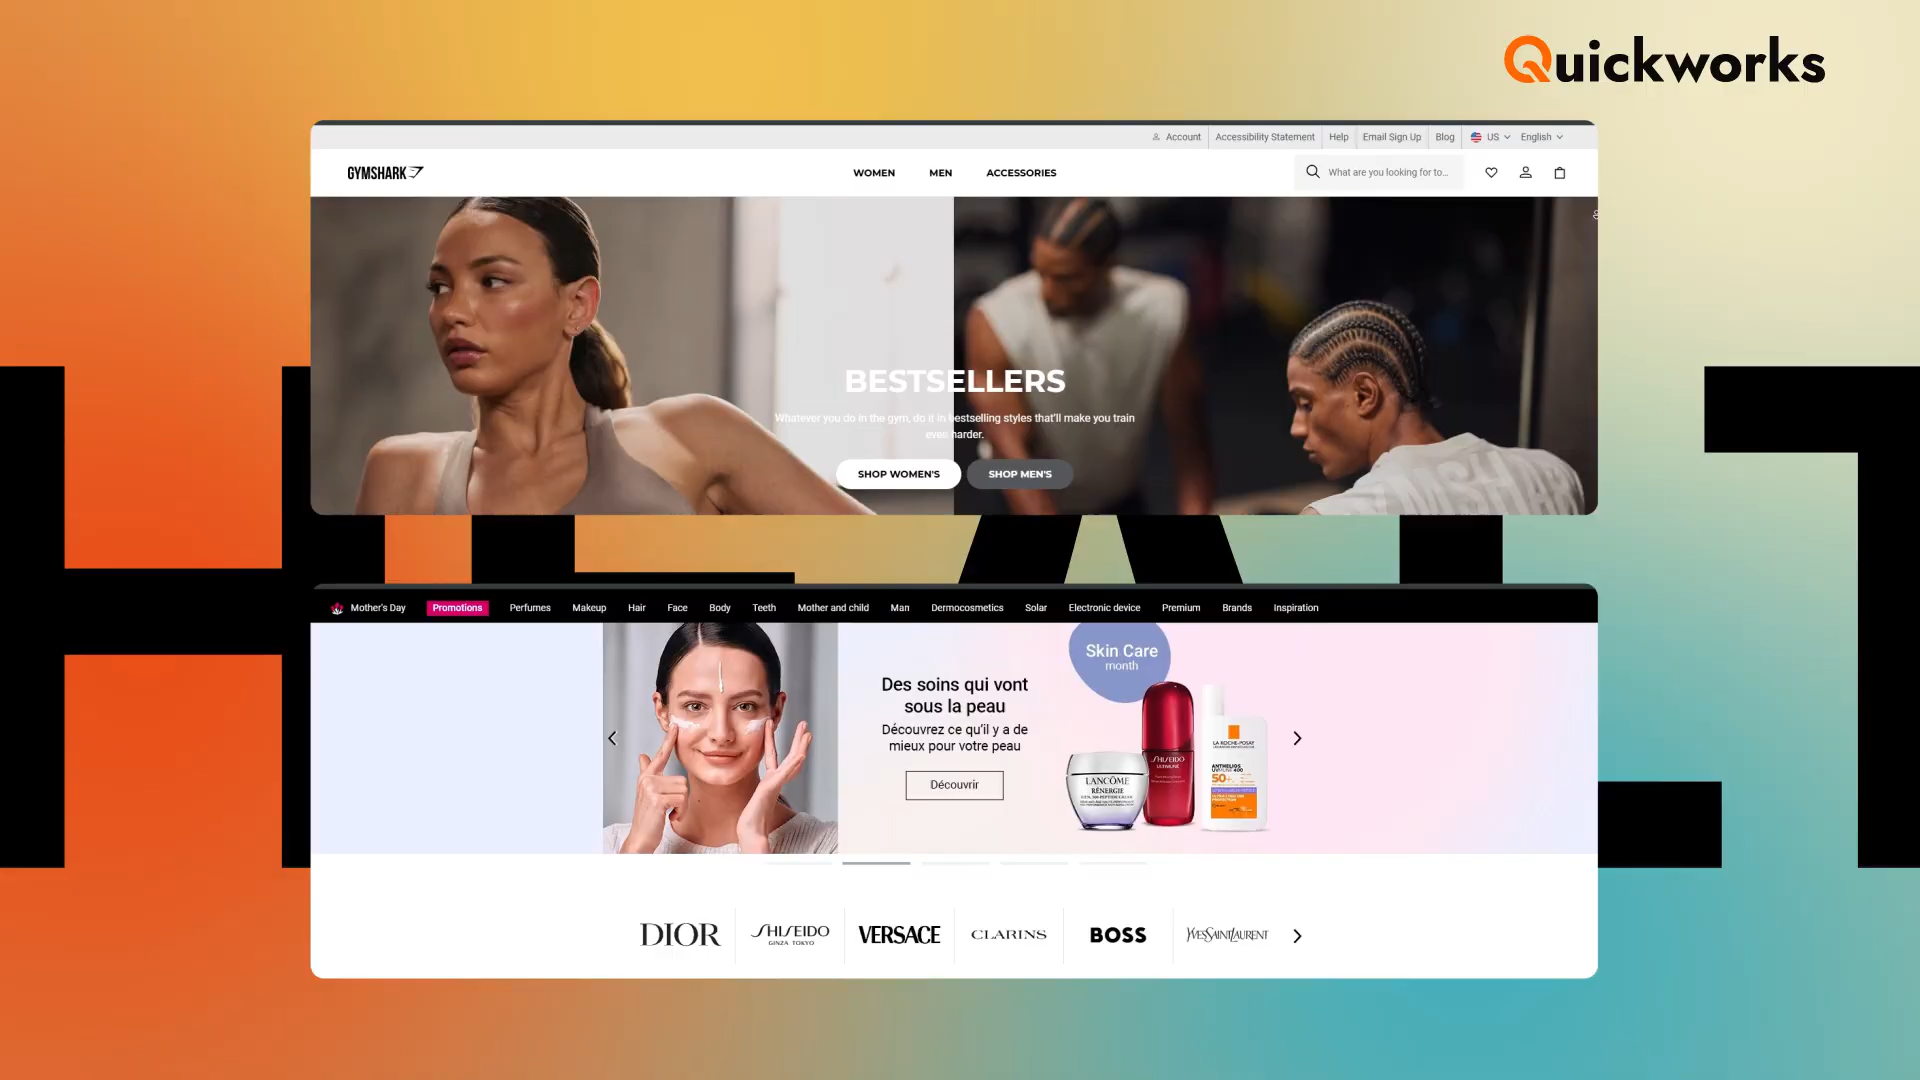 Quickworks
Account Accessibility Statement Help Email Sign Up Blog US English
GYMSHARK
WOMEN MEN ACCESSORIES
What are you looking for to...
BESTSELLERS
Whatever you do in the gym, do it in bestselling styles that'll make you train
even harder.
SHOP WOMEN'S SHOP MEN'S
Mother's Day Promotions Perfumes Makeup Hair Face Body Teeth Mother and child Man Dermocosmetics Solar Electronic device Premium Brands Inspiration
Skin Care
month
Des soins qui vont
sous la peau
Découvrez ce qu'il y a de
mieux pour votre peau
Découvrir
LANCÔME
RÉNERGIE
SHISEIDO
ULTIMUNE
LA ROCHE-POSAY
ANTHELIOS
UVMUNE 400
50+
DIOR
SHISEIDO
GINZA TOKYO
VERSACE
CLARINS
BOSS
YVESSAINTLAURENT